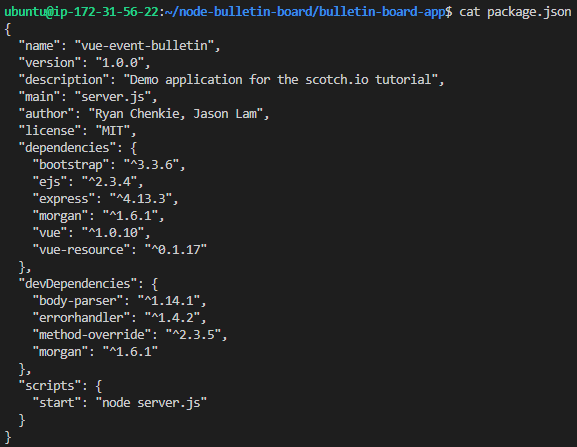 ubuntu@ip-172-31-56-22:~/node-bulletin-board/bulletin-board-app$ cat package.json
{
  "name": "vue-event-bulletin",
  "version": "1.0.0",
  "description": "Demo application for the scotch.io tutorial",
  "main": "server.js",
  "author": "Ryan Chenkie, Jason Lam",
  "license": "MIT",
  "dependencies": {
    "bootstrap": "^3.3.6",
    "ejs": "^2.3.4",
    "express": "^4.13.3",
    "morgan": "^1.6.1",
    "vue": "^1.0.10",
    "vue-resource": "^0.1.17"
  },
  "devDependencies": {
    "body-parser": "^1.14.1",
    "errorhandler": "^1.4.2",
    "method-override": "^2.3.5",
    "morgan": "^1.6.1"
  },
  "scripts": {
    "start": "node server.js"
  }
}